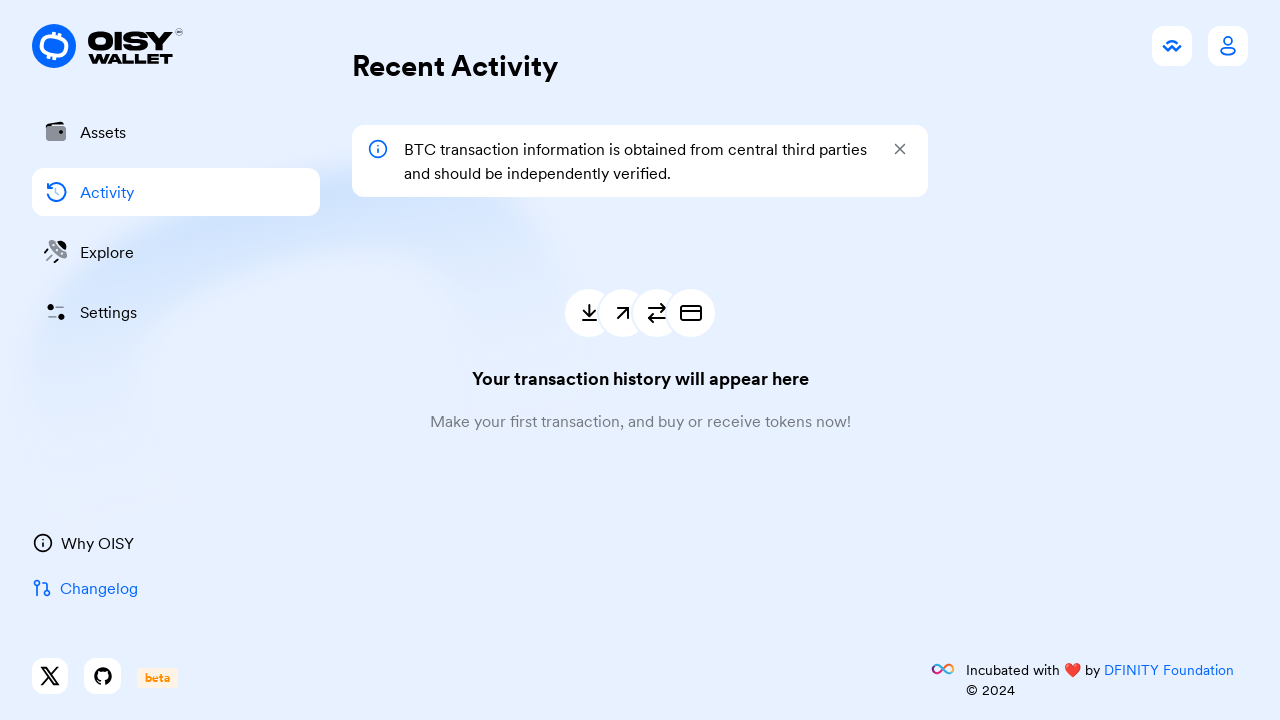 OISY
WALLET
Recent Activity
Assets
BTC transaction information is obtained from central third parties
and should be independently verified.
Activity
Explore
Settings
Your transaction history will appear here
Make your first transaction, and buy or receive tokens now!
Why OISY
Changelog
beta
Incubated with ❤️ by DFINITY Foundation
© 2024